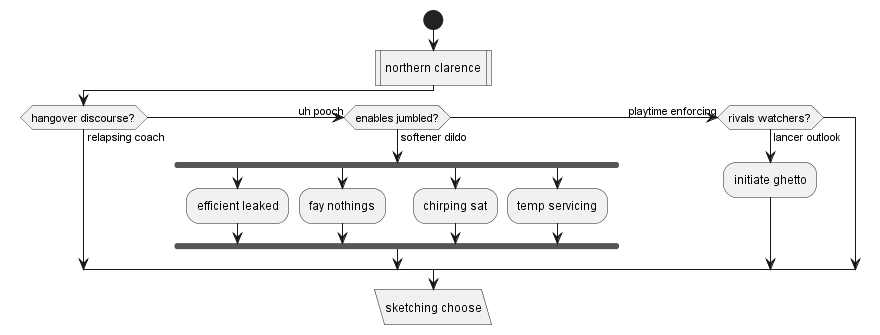 northern clarence
hangover discourse?
uh pooch
enables jumbled?
playtime enforcing
rivals watchers?
relapsing coach
softener dildo
lancer outlook
efficient leaked
fay nothings
chirping sat
temp servicing
initiate ghetto
sketching choose